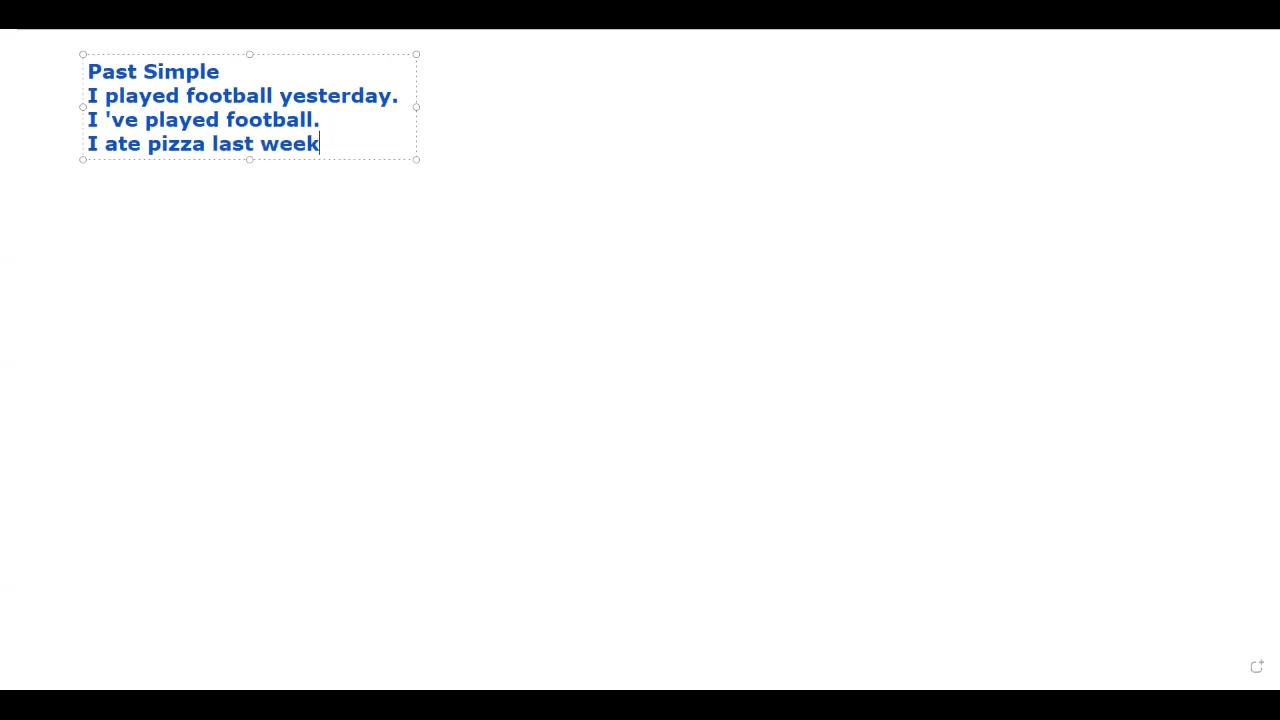 Past Simple
I played football yesterday.
I 've played football.
I ate pizza last week